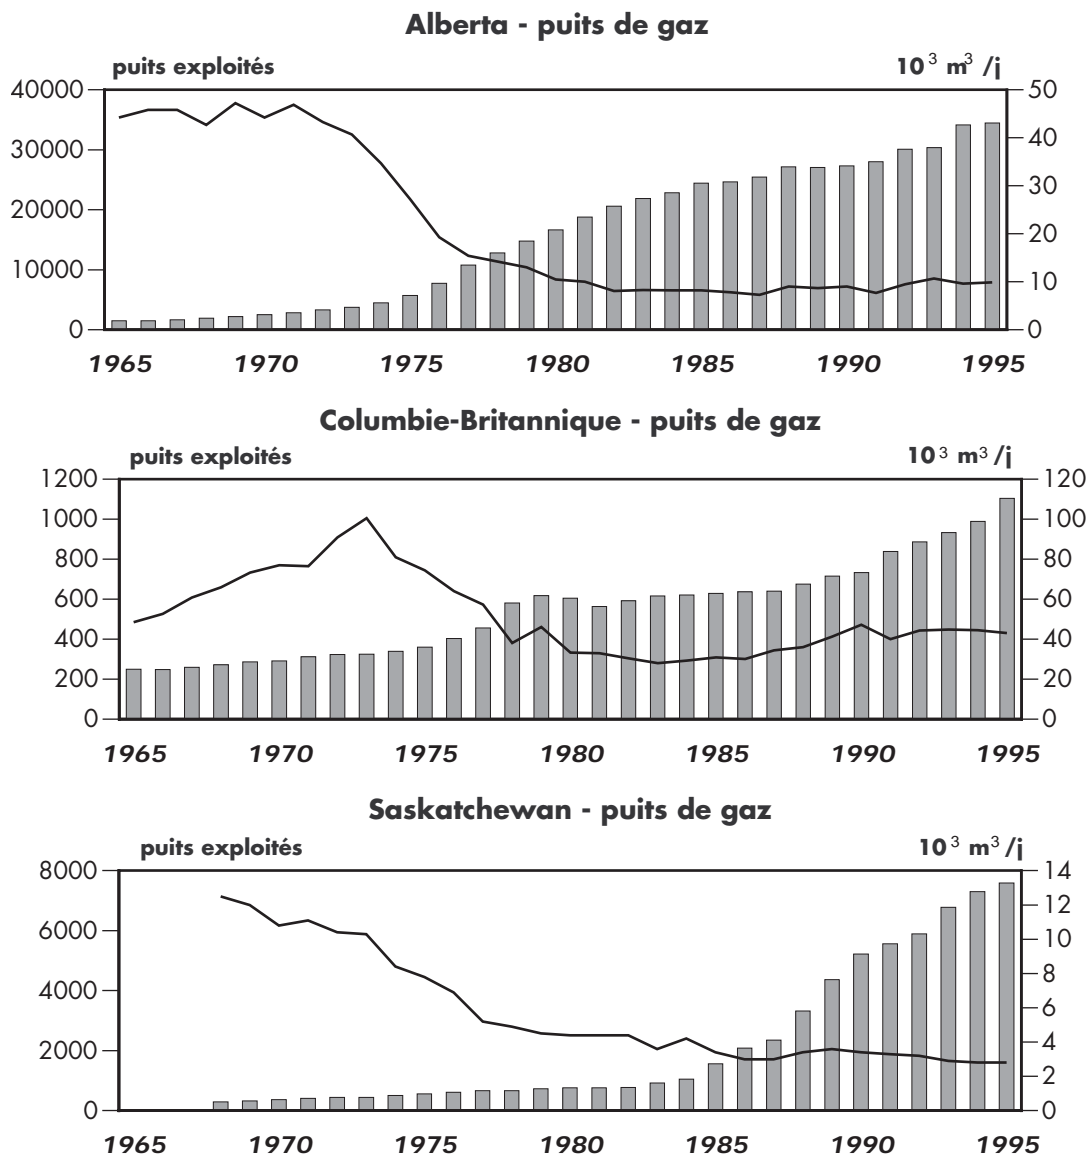 Alberta - puits de gaz
puits exploités 10³ m³ /j
40000 50
40
30000
30
20000
20
10000
10
0 0
1965 1970 1975 1980 1985 1990 1995
Columbie-Britannique - puits de gaz
puits exploités 10³ m³ /j
1200 120
1000 100
800 80
600 60
400 40
200 20
0 0
1965 1970 1975 1980 1985 1990 1995
Saskatchewan - puits de gaz
puits exploités 10³ m³ /j
8000 14
12
6000
10
8
4000
6
2000 4
2
0 0
1965 1970 1975 1980 1985 1990 1995